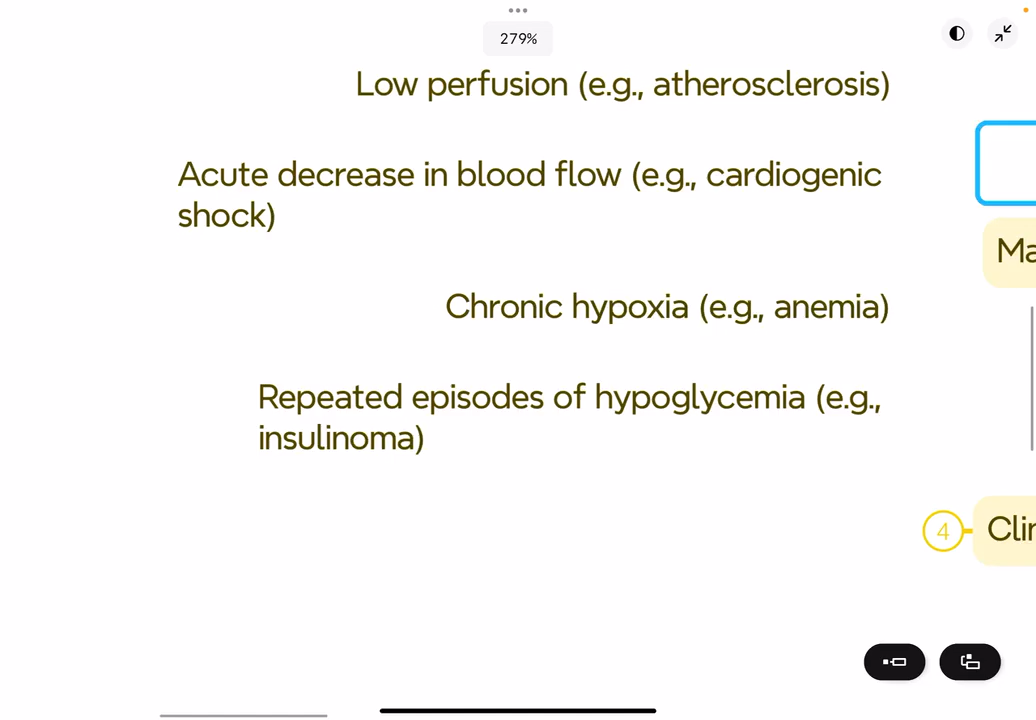 279%
Low perfusion (e.g., atherosclerosis)
Acute decrease in blood flow (e.g., cardiogenic
shock)
Ma
Chronic hypoxia (e.g., anemia)
Repeated episodes of hypoglycemia (e.g.,
insulinoma)
4
Clin